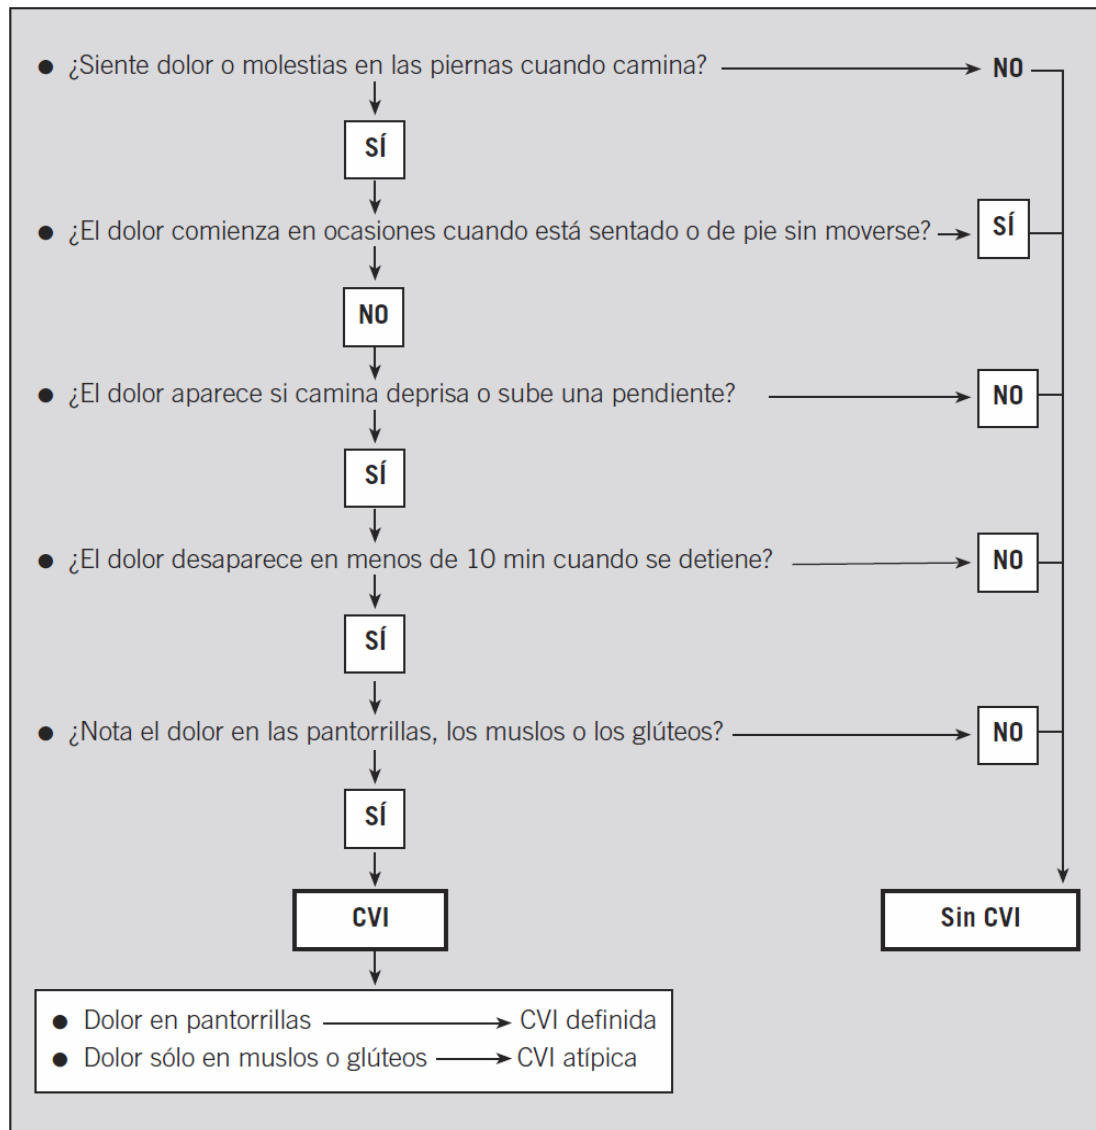 ● ¿Siente dolor o molestias en las piernas cuando camina? NO
SÍ
● ¿El dolor comienza en ocasiones cuando está sentado o de pie sin moverse? SÍ
NO
● ¿El dolor aparece si camina deprisa o sube una pendiente? NO
SÍ
● ¿El dolor desaparece en menos de 10 min cuando se detiene? NO
SÍ
● ¿Nota el dolor en las pantorrillas, los muslos o los glúteos? NO
SÍ
CVI Sin CVI
● Dolor en pantorrillas CVI definida
● Dolor sólo en muslos o glúteos CVI atípica